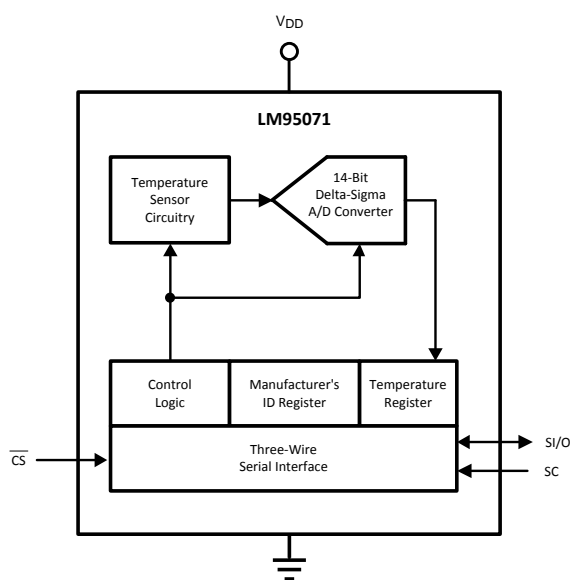 VDD
LM95071
Temperature
Sensor
Circuitry
14-Bit
Delta-Sigma
A/D Converter
Control
Logic
Manufacturer's
ID Register
Temperature
Register
Three-Wire
Serial Interface
C̅S̅
SI/O
SC